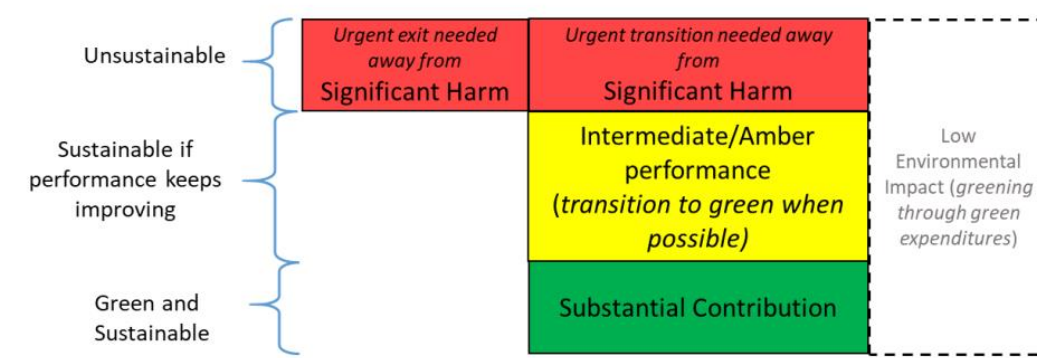 Unsustainable
Urgent exit needed
away from
Significant Harm
Urgent transition needed away
from
Significant Harm
Sustainable if
performance keeps
improving
Intermediate/Amber
performance
(transition to green when
possible)
Low
Environmental
Impact (greening
through green
expenditures)
Green and
Sustainable
Substantial Contribution